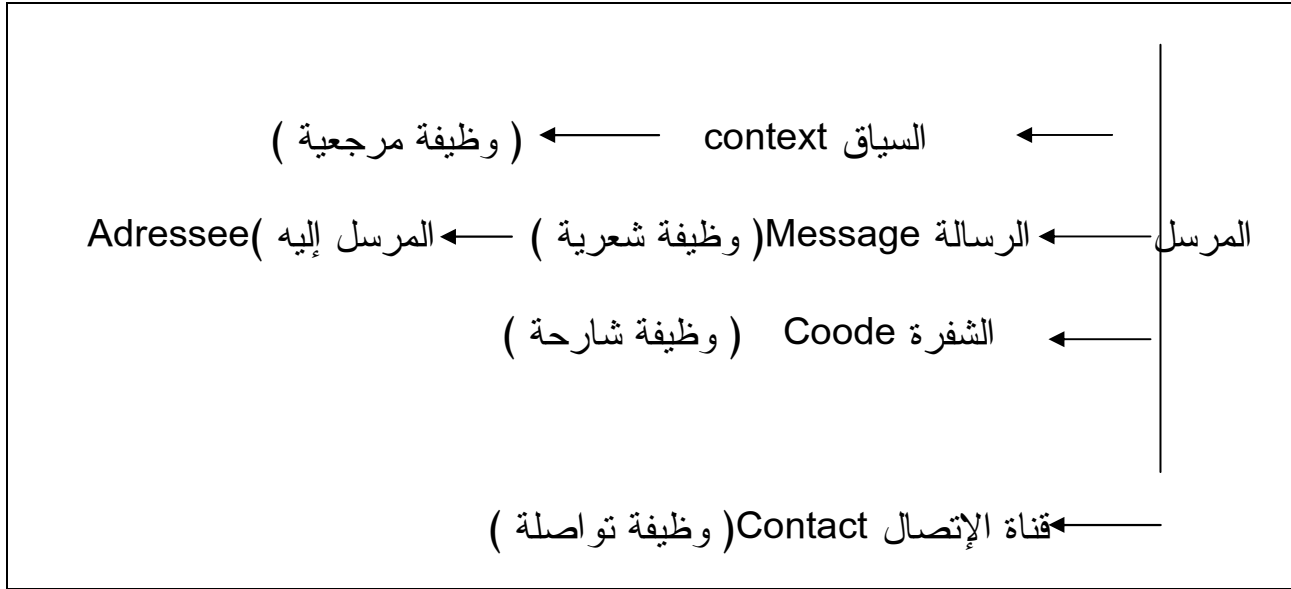 السياق context ( وظيفة مرجعية )
المرسل الرسالة Message( وظيفة شعرية ) المرسل إليه )Adressee
الشفرة Coode ( وظيفة شارحة )
قناة الإتصال Contact( وظيفة تواصلة )